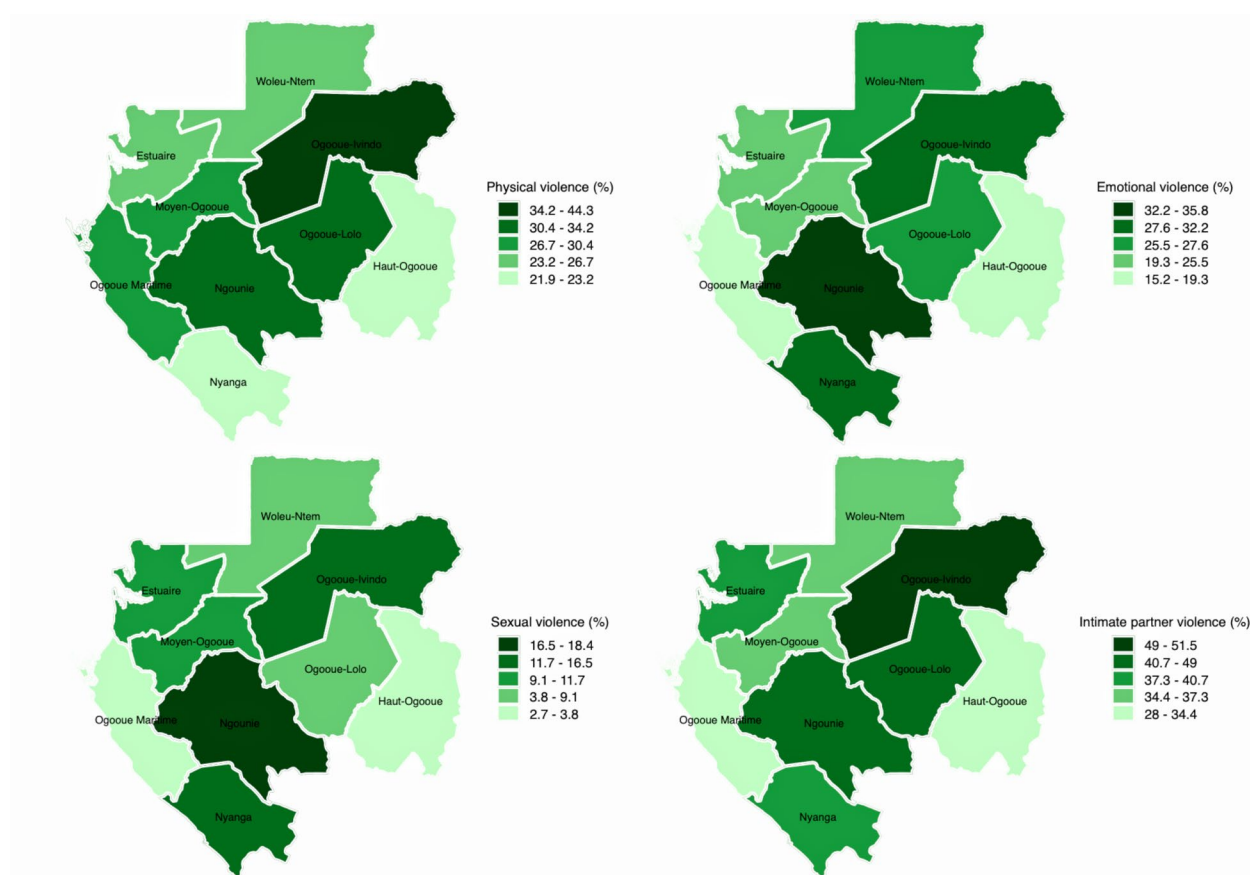 Woleu-Ntem
Ogooue-Ivindo
Estuaire
Moyen-Ogooue
Ogooue-Lolo
Haut-Ogooue
Ogooue Maritime
Ngounie
Nyanga
Physical violence (%)
34.2 - 44.3
30.4 - 34.2
26.7 - 30.4
23.2 - 26.7
21.9 - 23.2
Woleu-Ntem
Ogooue-Ivindo
Estuaire
Moyen-Ogooue
Ogooue-Lolo
Haut-Ogooue
Ogooue Maritime
Ngounie
Nyanga
Emotional violence (%)
32.2 - 35.8
27.6 - 32.2
25.5 - 27.6
19.3 - 25.5
15.2 - 19.3
Woleu-Ntem
Ogooue-Ivindo
Estuaire
Moyen-Ogooue
Ogooue-Lolo
Haut-Ogooue
Ogooue Maritime
Ngounie
Nyanga
Sexual violence (%)
16.5 - 18.4
11.7 - 16.5
9.1 - 11.7
3.8 - 9.1
2.7 - 3.8
Woleu-Ntem
Ogooue-Ivindo
Estuaire
Moyen-Ogooue
Ogooue-Lolo
Haut-Ogooue
Ogooue Maritime
Ngounie
Nyanga
Intimate partner violence (%)
49 - 51.5
40.7 - 49
37.3 - 40.7
34.4 - 37.3
28 - 34.4